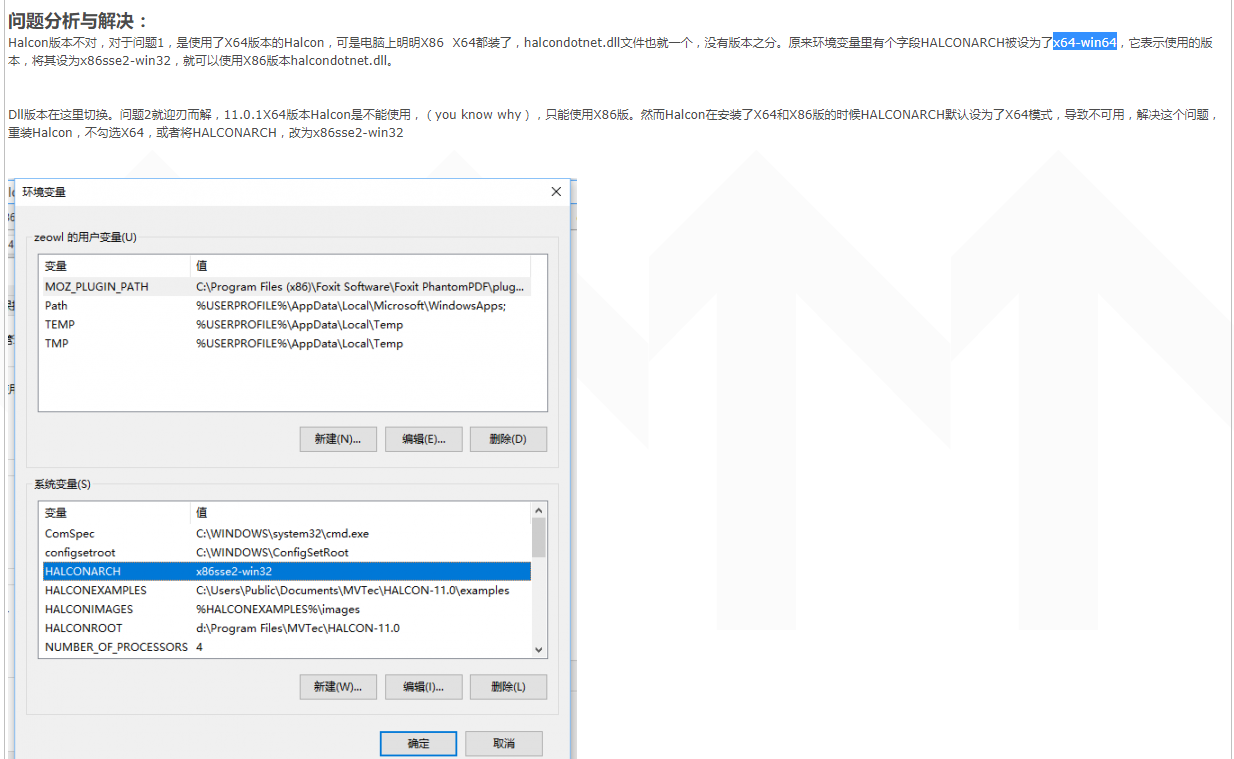 问题分析与解决：
Halcon版本不对，对于问题1，是使用了X64版本的Halcon，可是电脑上明明X86 X64都装了，halcondotnet.dll文件也就一个，没有版本之分。原来环境变量里有个字段HALCONARCH被设为了x64-win64，它表示使用的版
本，将其设为x86sse2-win32，就可以使用X86版本halcondotnet.dll。
Dll版本在这里切换。问题2就迎刃而解，11.0.1X64版本Halcon是不能使用，（you know why），只能使用X86版。然而Halcon在安装了X64和X86版的时候HALCONARCH默认设为了X64模式，导致不可用，解决这个问题，
重装Halcon，不勾选X64，或者将HALCONARCH，改为x86sse2-win32
环境变量
zeowl 的用户变量(U)
变量 值
MOZ_PLUGIN_PATH C:\Program Files (x86)\Foxit Software\Foxit PhantomPDF\plug...
Path %USERPROFILE%\AppData\Local\Microsoft\WindowsApps;
TEMP %USERPROFILE%\AppData\Local\Temp
TMP %USERPROFILE%\AppData\Local\Temp
新建(N)... 编辑(E)... 删除(D)
系统变量(S)
变量 值
ComSpec C:\WINDOWS\system32\cmd.exe
configsetroot C:\WINDOWS\ConfigSetRoot
HALCONARCH x86sse2-win32
HALCONEXAMPLES C:\Users\Public\Documents\MVTec\HALCON-11.0\examples
HALCONIMAGES %HALCONEXAMPLES%\images
HALCONROOT d:\Program Files\MVTec\HALCON-11.0
NUMBER_OF_PROCESSORS 4
新建(W)... 编辑(I)... 删除(L)
确定 取消